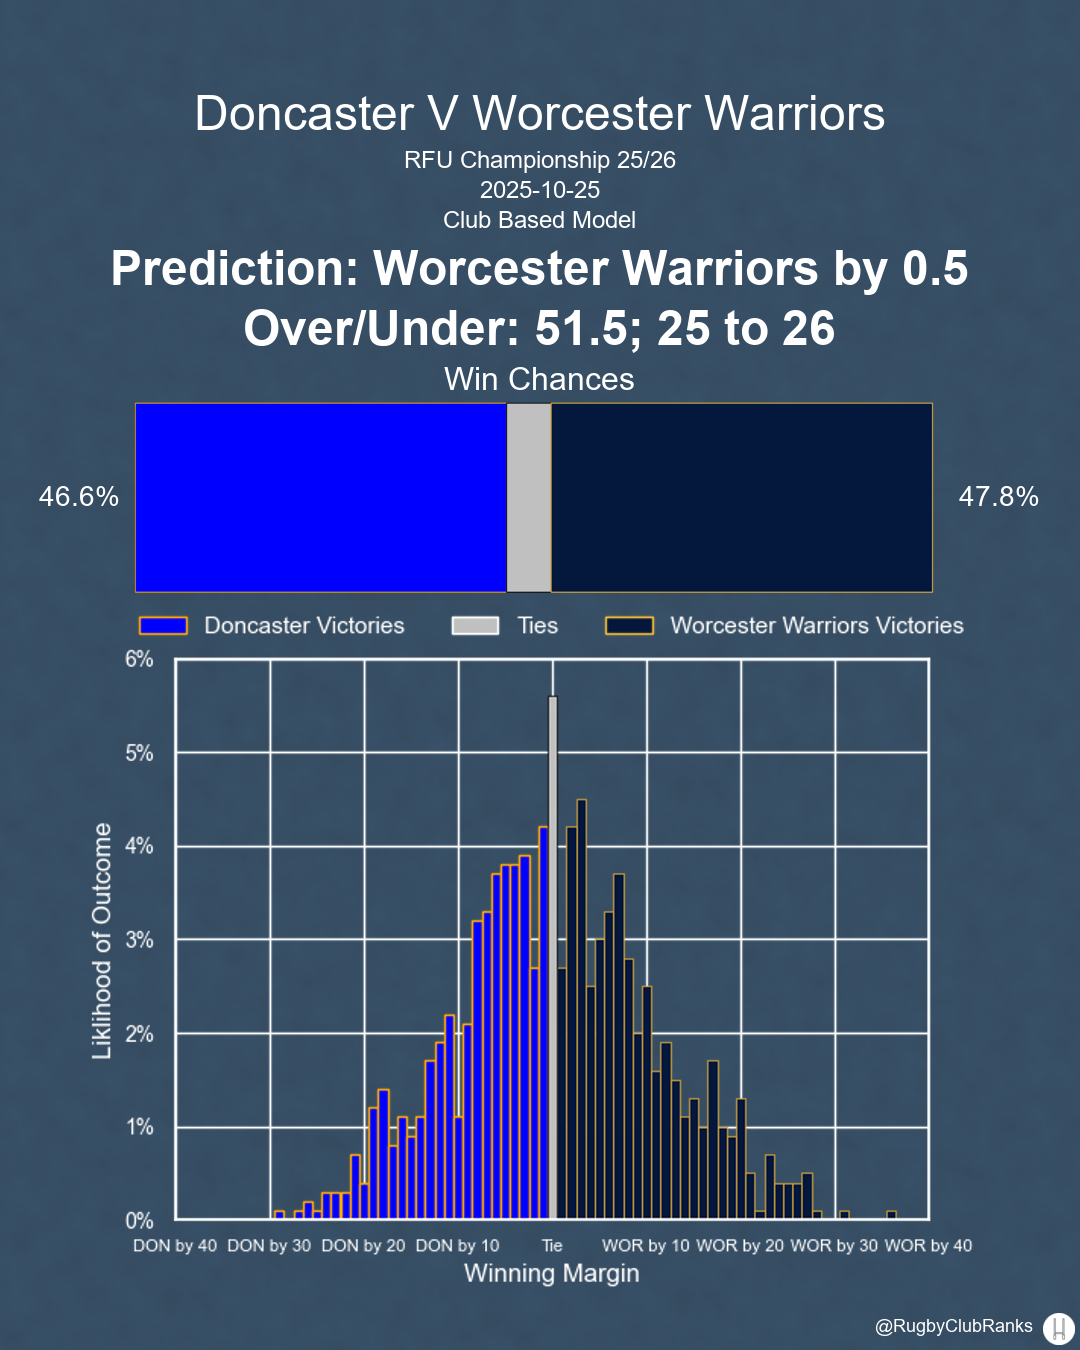 Doncaster V Worcester Warriors
RFU Championship 25/26
2025-10-25
Club Based Model
Prediction: Worcester Warriors by 0.5
Over/Under: 51.5; 25 to 26
Win Chances
46.6%
47.8%
Doncaster Victories Ties Worcester Warriors Victories
6%
5%
4%
3%
2%
1%
0%
Liklihood of Outcome
DON by 40 DON by 30 DON by 20 DON by 10 Tie WOR by 10 WOR by 20 WOR by 30 WOR by 40
Winning Margin
@RugbyClubRanks